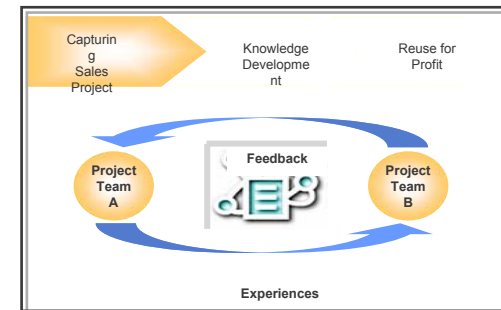 Capturin
g
Sales
Project
Knowledge
Developme
nt
Reuse for
Profit
Feedback
Project
Team
A
Project
Team
B
Experiences